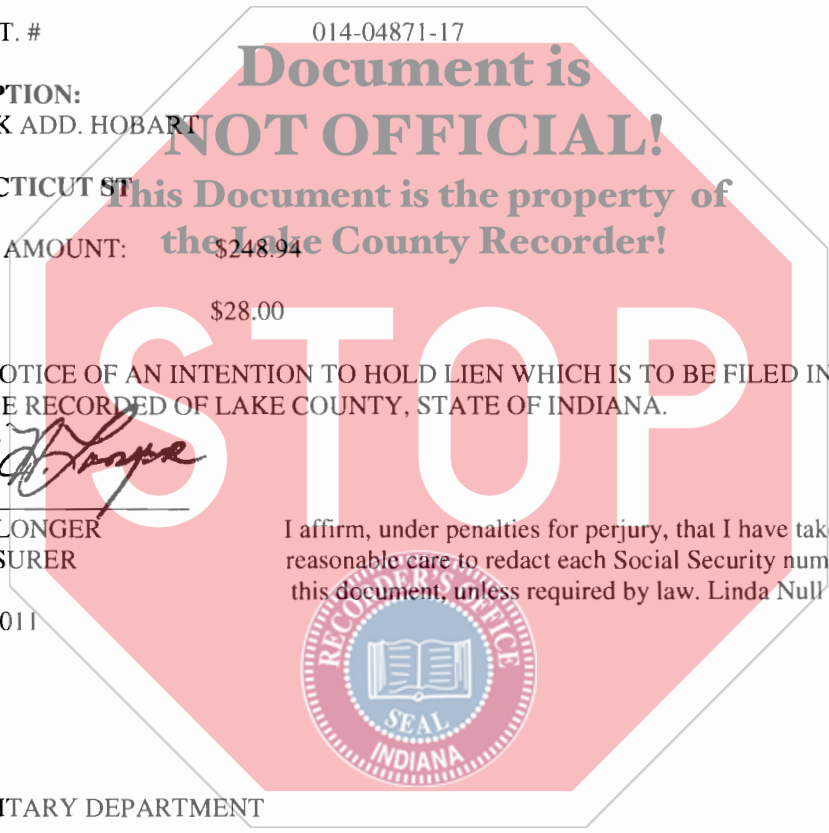 T. # 014-04871-17
Document is
PTION:
K ADD. HOBART
NOT OFFICIAL!
CTICUT ST
This Document is the property of
AMOUNT: $248.94
the Lake County Recorder!
$28.00
STOP
OTICE OF AN INTENTION TO HOLD LIEN WHICH IS TO BE FILED IN
E RECORDED OF LAKE COUNTY, STATE OF INDIANA.
LONGER I affirm, under penalties for perjury, that I have take
SURER reasonable care to redact each Social Security num
this document, unless required by law. Linda Null
011
RECORDER'S OFFICE
SEAL
INDIANA
ITARY DEPARTMENT